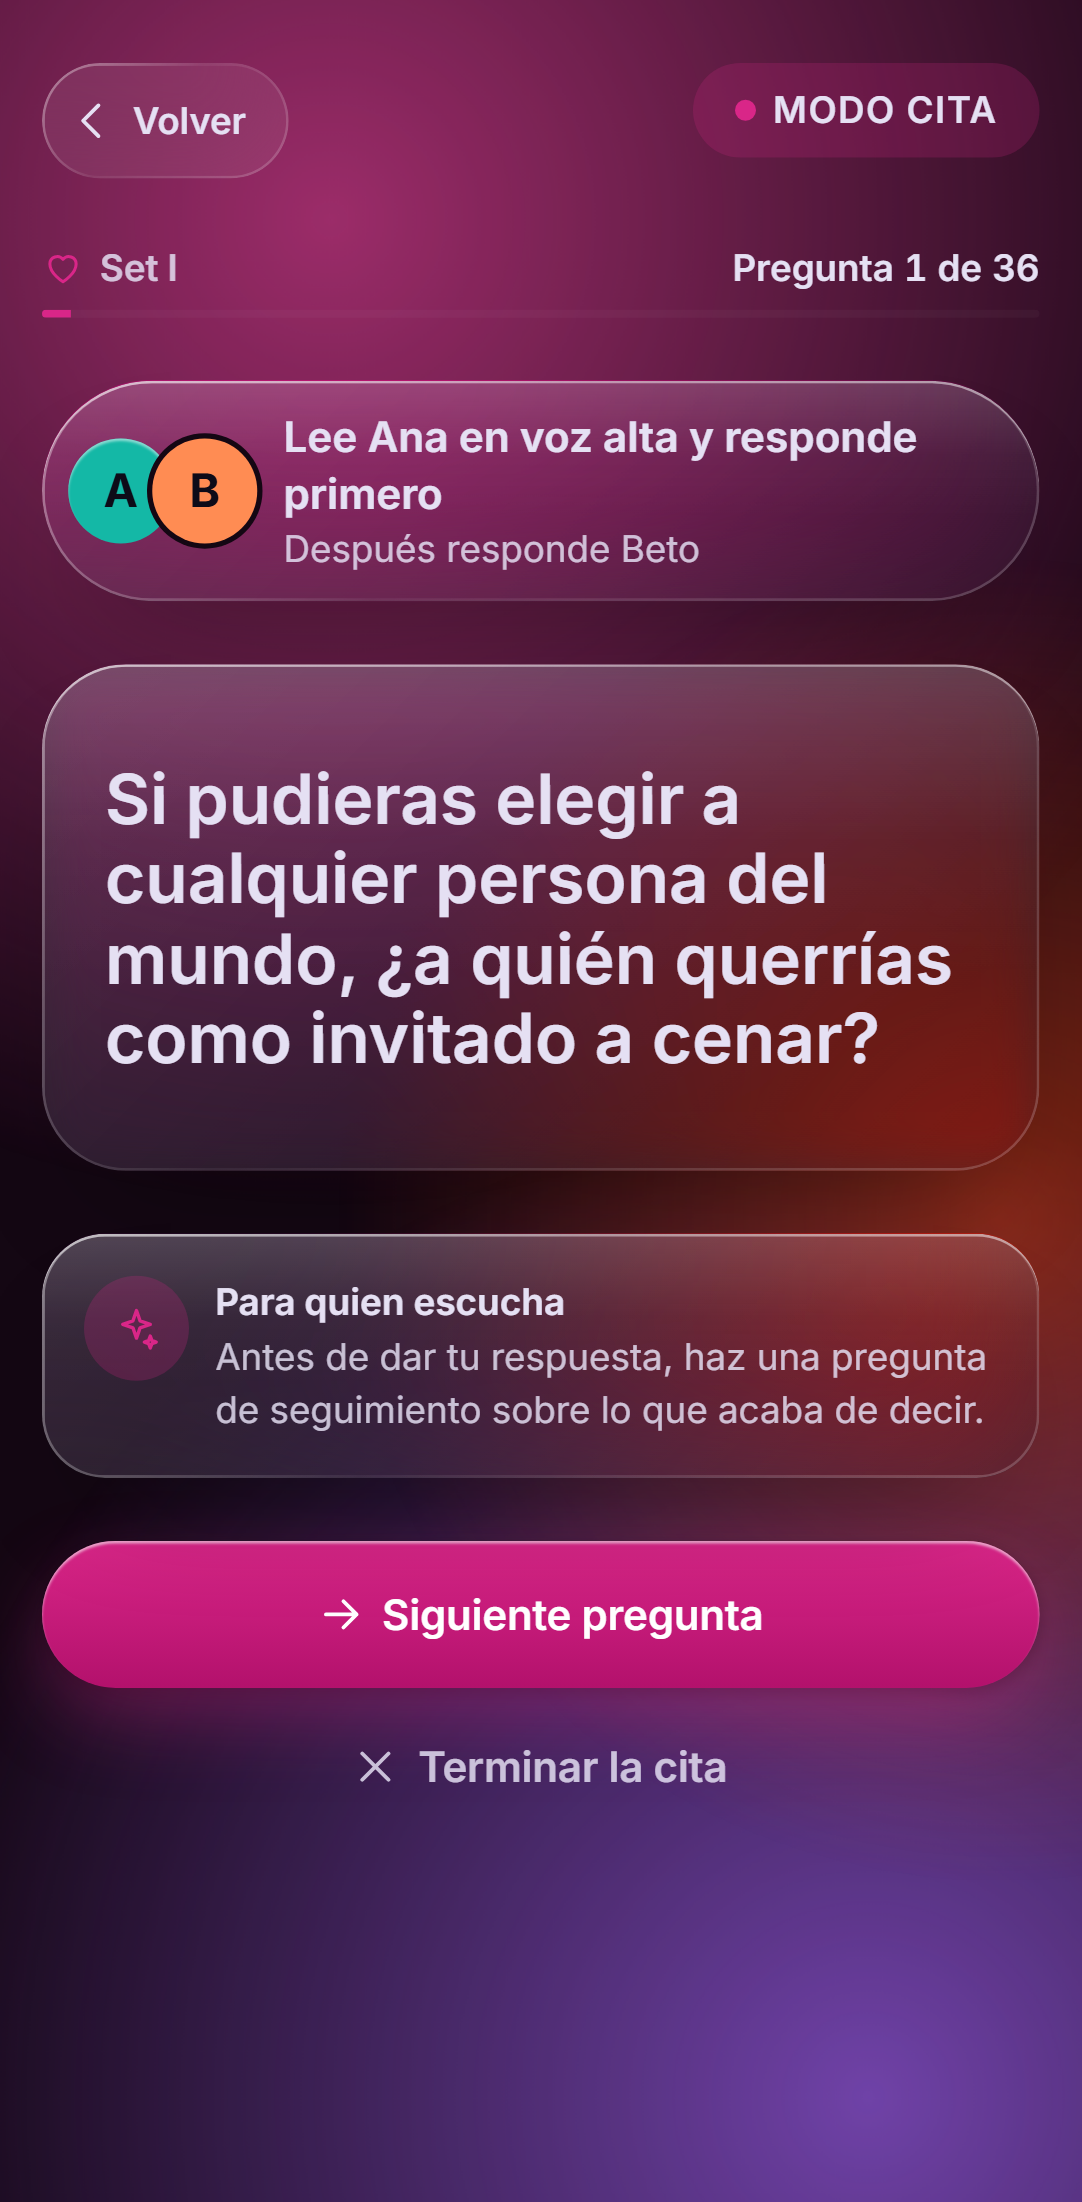 Volver
MODO CITA
Set I
Pregunta 1 de 36
A
B
Lee Ana en voz alta y responde
primero
Después responde Beto
Si pudieras elegir a
cualquier persona del
mundo, ¿a quién querrías
como invitado a cenar?
Para quien escucha
Antes de dar tu respuesta, haz una pregunta
de seguimiento sobre lo que acaba de decir.
Siguiente pregunta
Terminar la cita